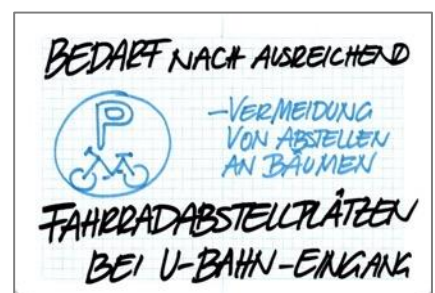 BEDARF NACH AUSREICHEND
P
-VERMEIDUNG
VON ABSTELLEN
AN BÄUMEN
FAHRRADABSTELLPLÄTZEN
BEI U-BAHN-EINGANG